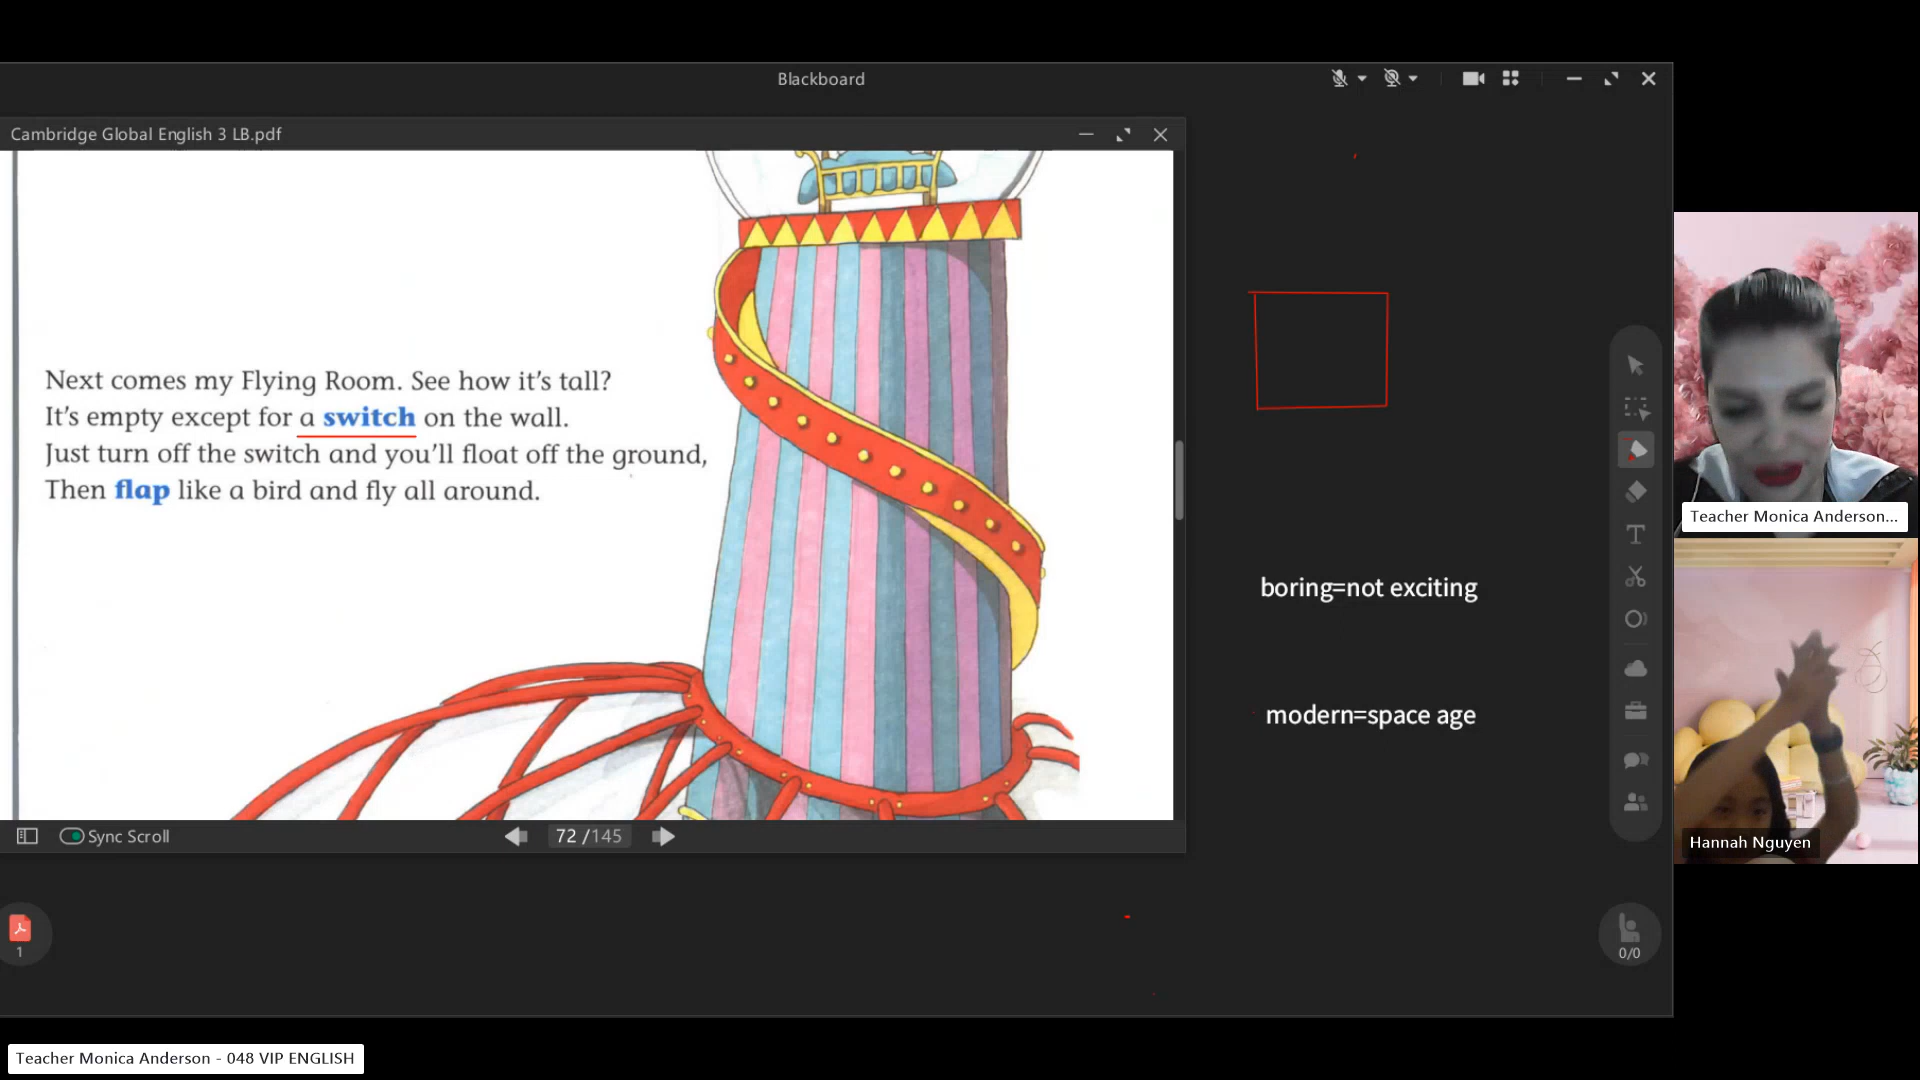 Blackboard
Cambridge Global English 3 LB.pdf
Next comes my Flying Room. See how it's tall?
It's empty except for a switch on the wall.
Just turn off the switch and you'll float off the ground,
Then flap like a bird and fly all around.
boring=not exciting
modern=space age
Teacher Monica Anderson...
Hannah Nguyen
Sync Scroll
72 /145
1
0/0
Teacher Monica Anderson - 048 VIP ENGLISH